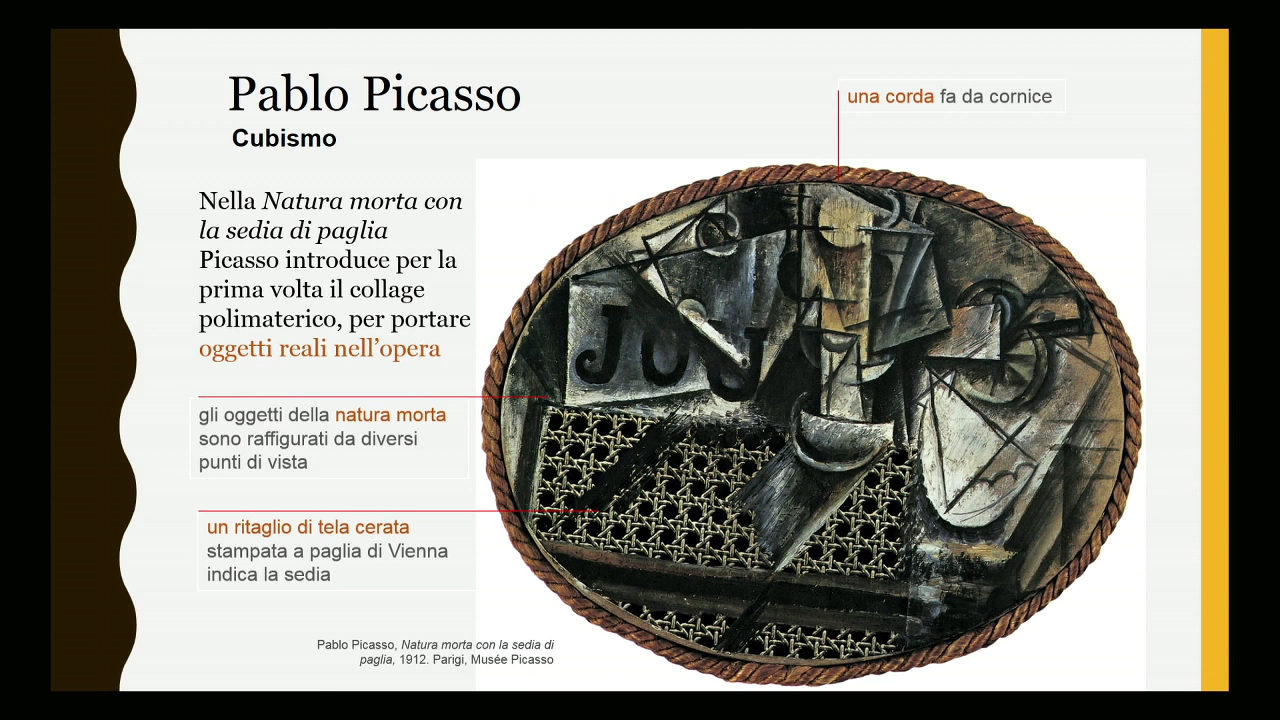 Pablo Picasso
Cubismo
una corda fa da cornice
Nella Natura morta con
la sedia di paglia
Picasso introduce per la
prima volta il collage
polimaterico, per portare
oggetti reali nell’opera
gli oggetti della natura morta
sono raffigurati da diversi
punti di vista
un ritaglio di tela cerata
stampata a paglia di Vienna
indica la sedia
JOU
Pablo Picasso, Natura morta con la sedia di
paglia, 1912. Parigi, Musée Picasso